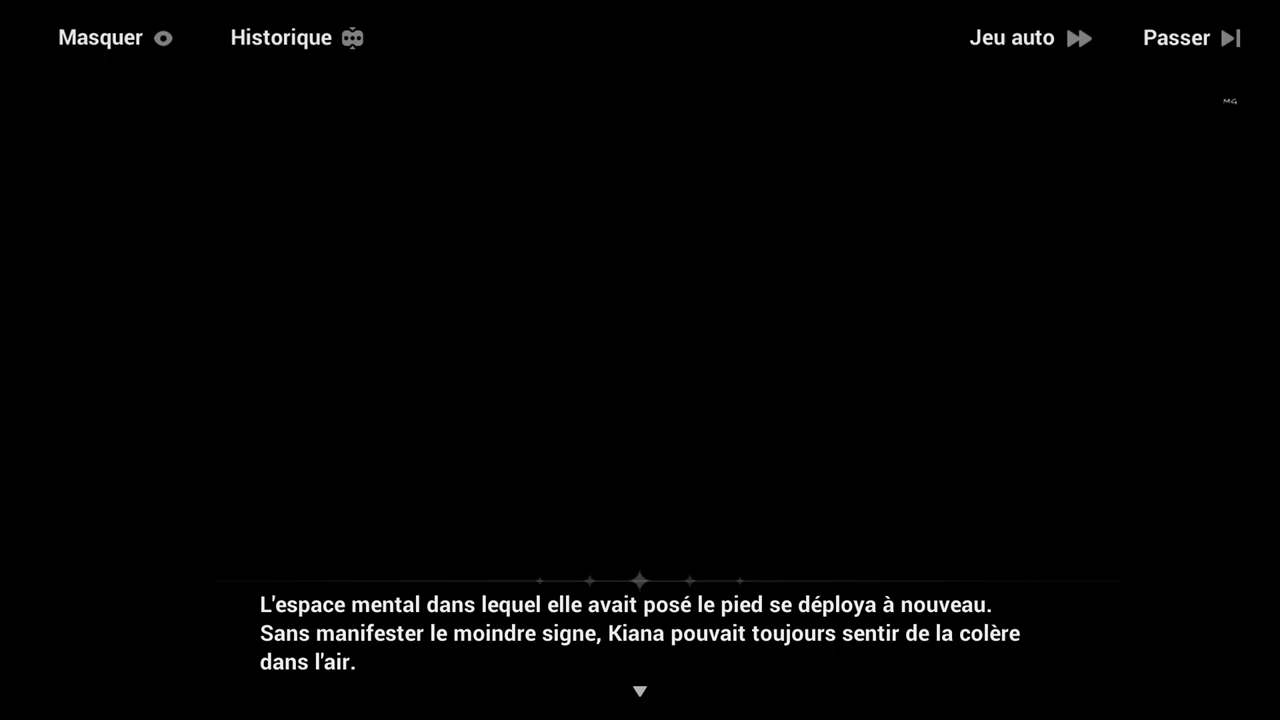 Masquer Historique Jeu auto Passer
MG
L'espace mental dans lequel elle avait posé le pied se déploya à nouveau.
Sans manifester le moindre signe, Kiana pouvait toujours sentir de la colère
dans l'air.